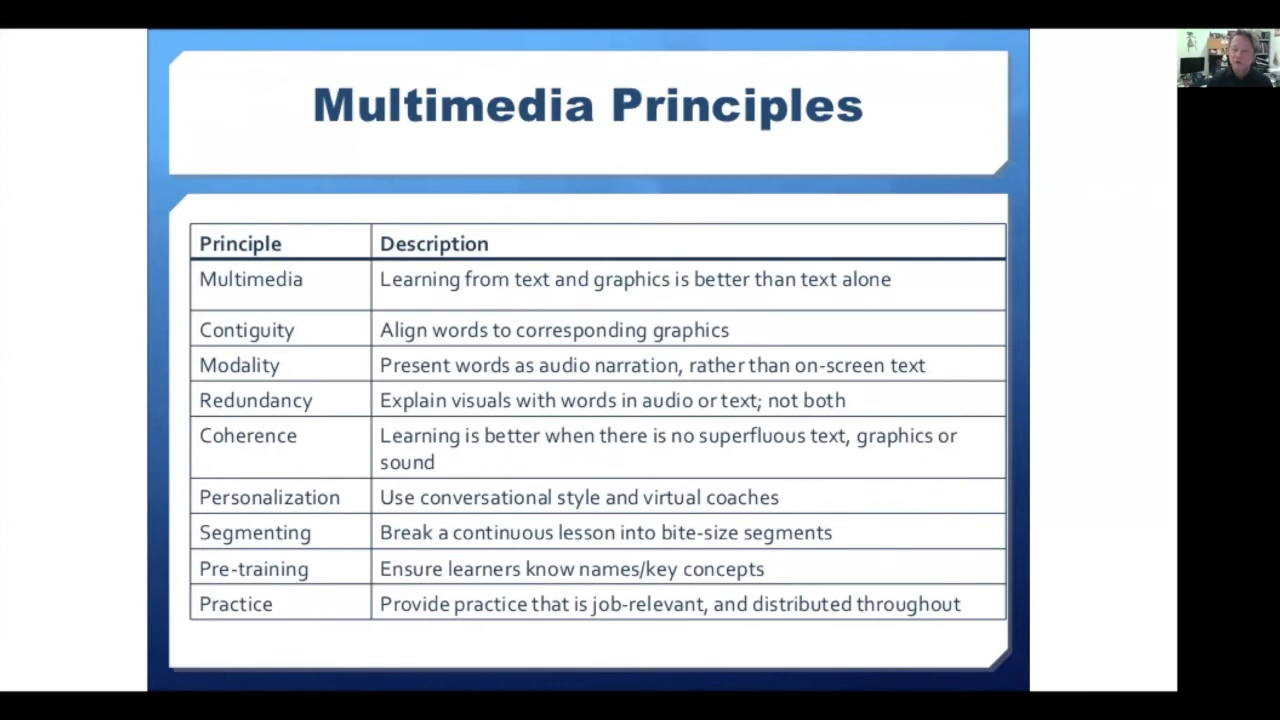 Multimedia Principles
Principle Description
Multimedia Learning from text and graphics is better than text alone
Contiguity Align words to corresponding graphics
Modality Present words as audio narration, rather than on-screen text
Redundancy Explain visuals with words in audio or text; not both
Coherence Learning is better when there is no superfluous text, graphics or
sound
Personalization Use conversational style and virtual coaches
Segmenting Break a continuous lesson into bite-size segments
Pre-training Ensure learners know names/key concepts
Practice Provide practice that is job-relevant, and distributed throughout